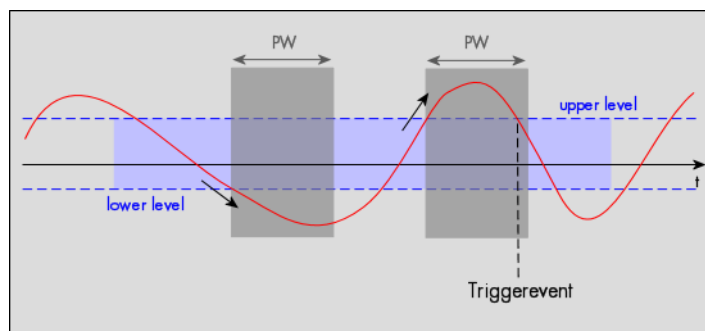 PW
PW
upper level
lower level
t
Triggerevent